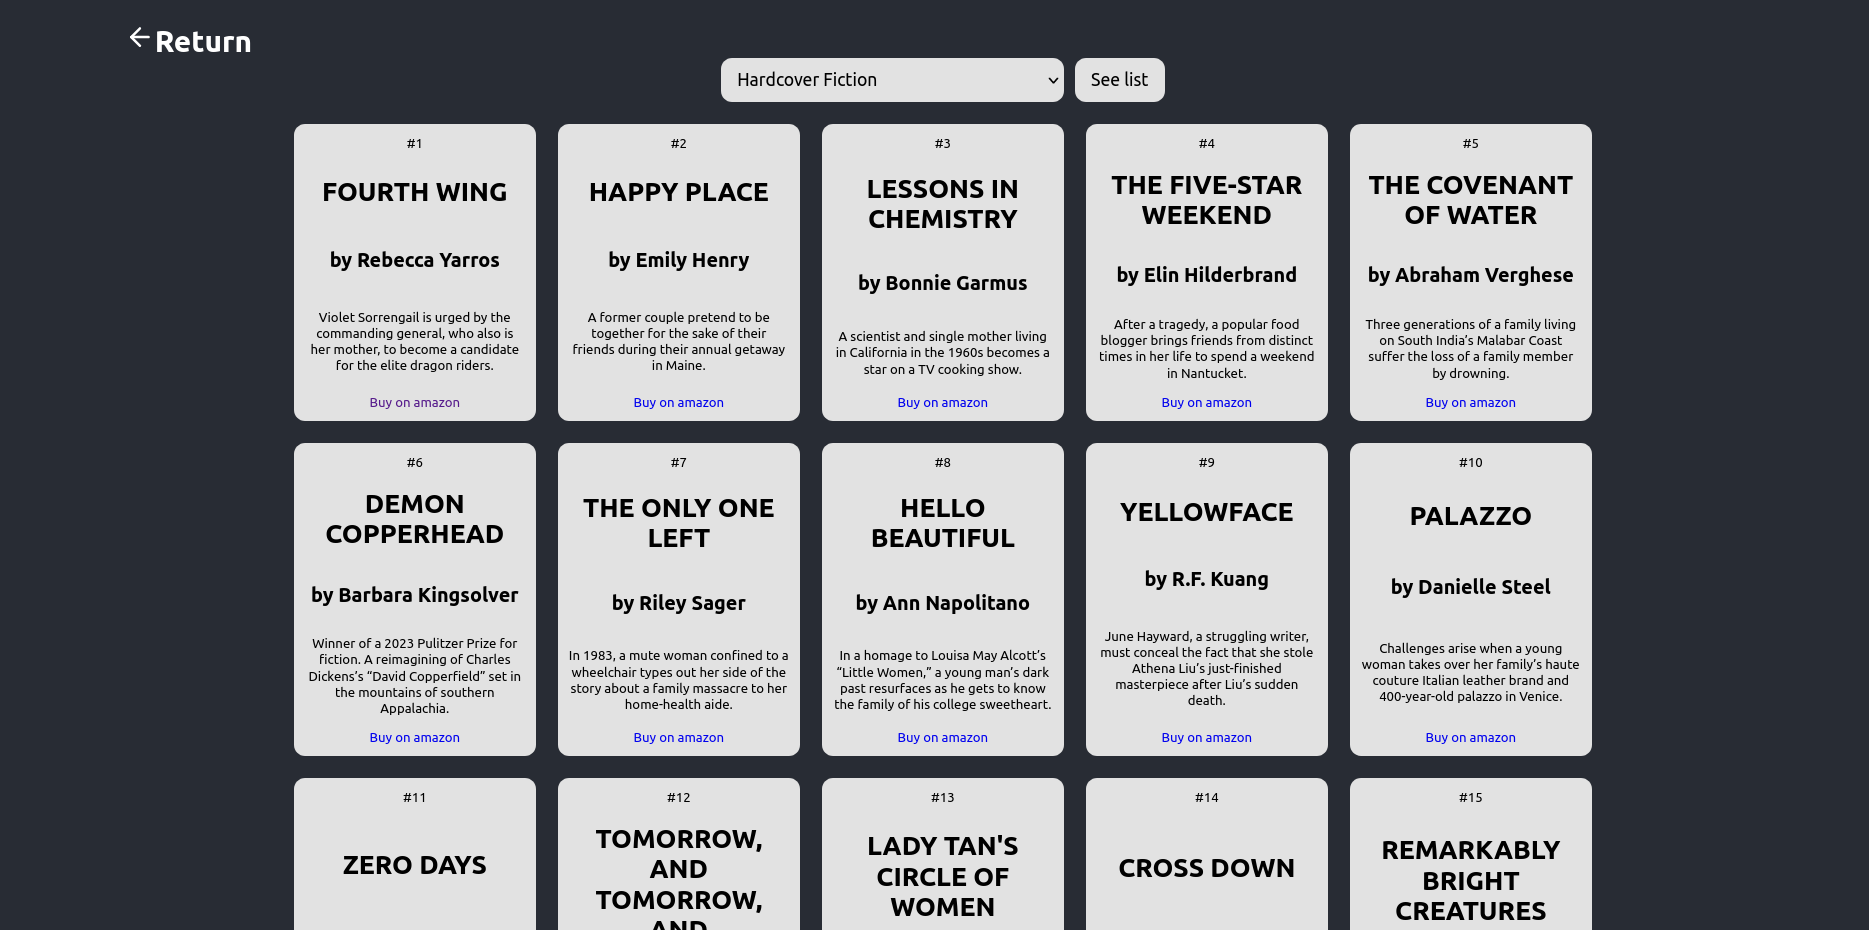 Return
Hardcover Fiction
See list
#1
FOURTH WING
by Rebecca Yarros
Violet Sorrengail is urged by the
commanding general, who also is
her mother, to become a candidate
for the elite dragon riders.
Buy on amazon
#2
HAPPY PLACE
by Emily Henry
A former couple pretend to be
together for the sake of their
friends during their annual getaway
in Maine.
Buy on amazon
#3
LESSONS IN
CHEMISTRY
by Bonnie Garmus
A scientist and single mother living
in California in the 1960s becomes a
star on a TV cooking show.
Buy on amazon
#4
THE FIVE-STAR
WEEKEND
by Elin Hilderbrand
After a tragedy, a popular food
blogger brings friends from distinct
times in her life to spend a weekend
in Nantucket.
Buy on amazon
#5
THE COVENANT
OF WATER
by Abraham Verghese
Three generations of a family living
on South India’s Malabar Coast
suffer the loss of a family member
by drowning.
Buy on amazon
#6
DEMON
COPPERHEAD
by Barbara Kingsolver
Winner of a 2023 Pulitzer Prize for
fiction. A reimagining of Charles
Dickens’s “David Copperfield” set in
the mountains of southern
Appalachia.
Buy on amazon
#7
THE ONLY ONE
LEFT
by Riley Sager
In 1983, a mute woman confined to a
wheelchair types out her side of the
story about a family massacre to her
home-health aide.
Buy on amazon
#8
HELLO
BEAUTIFUL
by Ann Napolitano
In a homage to Louisa May Alcott’s
“Little Women,” a young man’s dark
past resurfaces as he gets to know
the family of his college sweetheart.
Buy on amazon
#9
YELLOWFACE
by R.F. Kuang
June Hayward, a struggling writer,
must conceal the fact that she stole
Athena Liu’s just-finished
masterpiece after Liu’s sudden
death.
Buy on amazon
#10
PALAZZO
by Danielle Steel
Challenges arise when a young
woman takes over her family’s haute
couture Italian leather brand and
400-year-old palazzo in Venice.
Buy on amazon
#11
ZERO DAYS
#12
TOMORROW,
AND
TOMORROW,
AND
#13
LADY TAN'S
CIRCLE OF
WOMEN
#14
CROSS DOWN
#15
REMARKABLY
BRIGHT
CREATURES